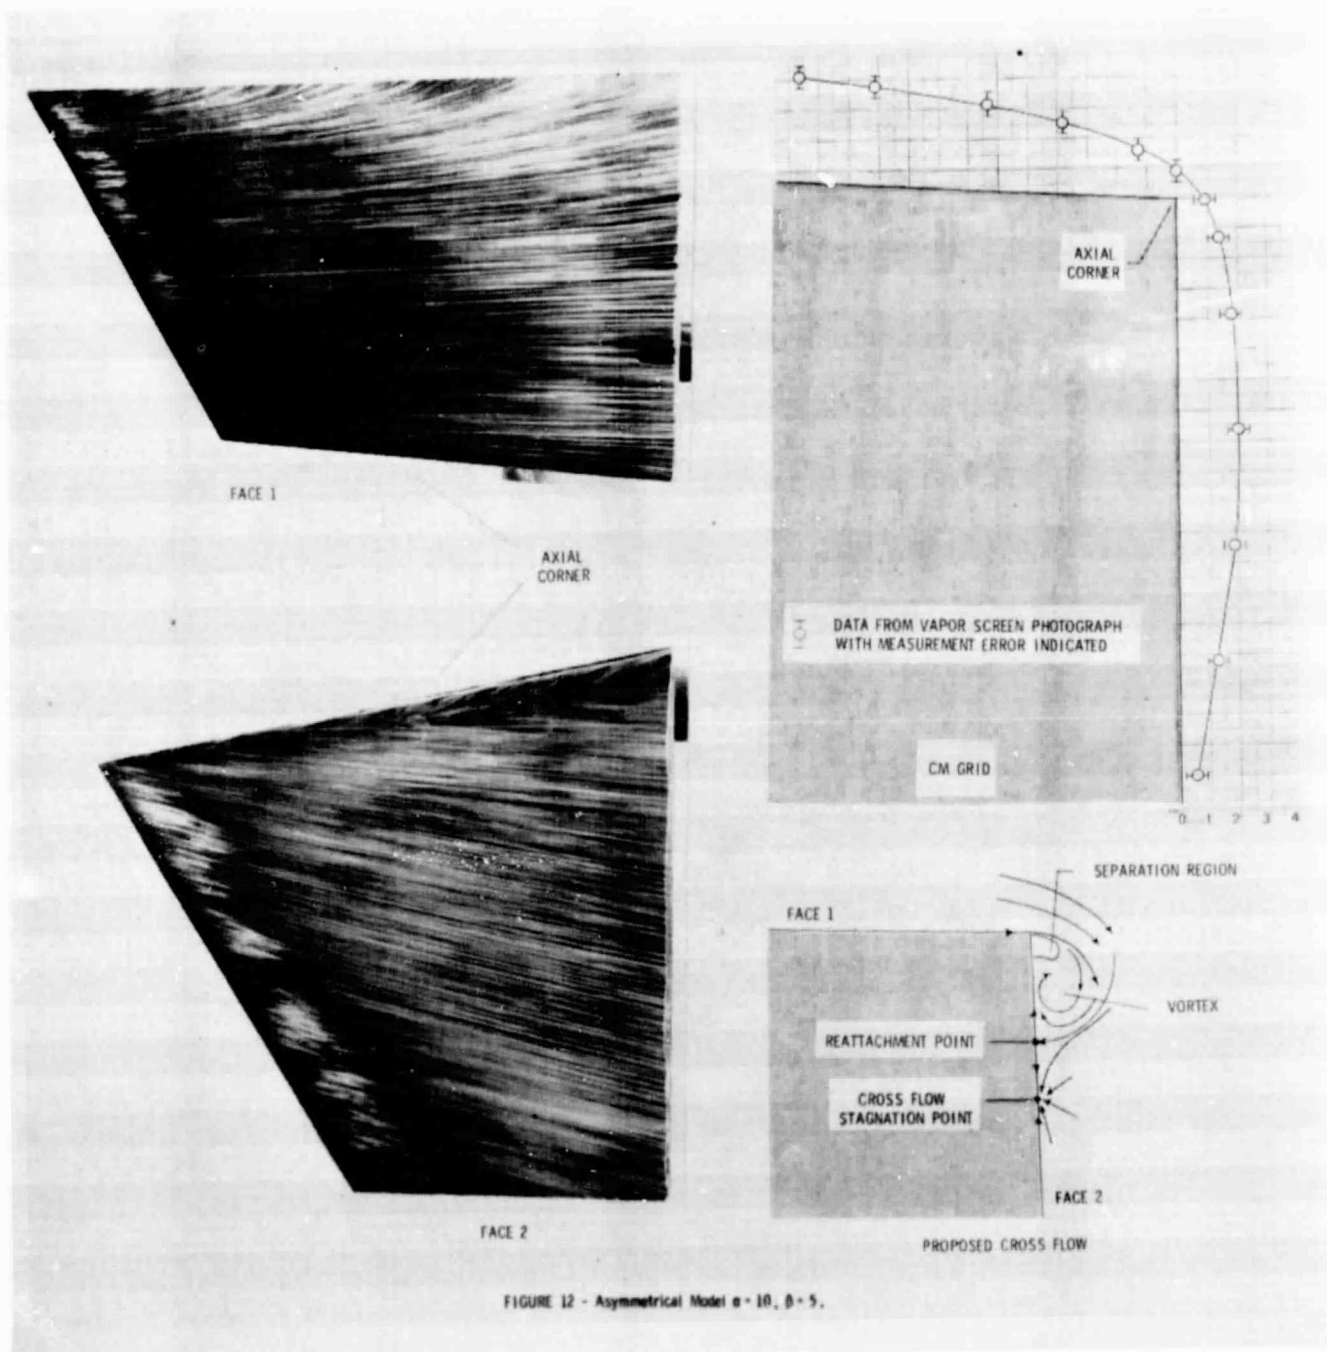 FACE 1
AXIAL
CORNER
FACE 2
AXIAL
CORNER
DATA FROM VAPOR SCREEN PHOTOGRAPH
WITH MEASUREMENT ERROR INDICATED
CM GRID
0 1 2 3 4
SEPARATION REGION
FACE 1
VORTEX
REATTACHMENT POINT
CROSS FLOW
STAGNATION POINT
FACE 2
PROPOSED CROSS FLOW
FIGURE 12 - Asymmetrical Model α = 10, β = 5.